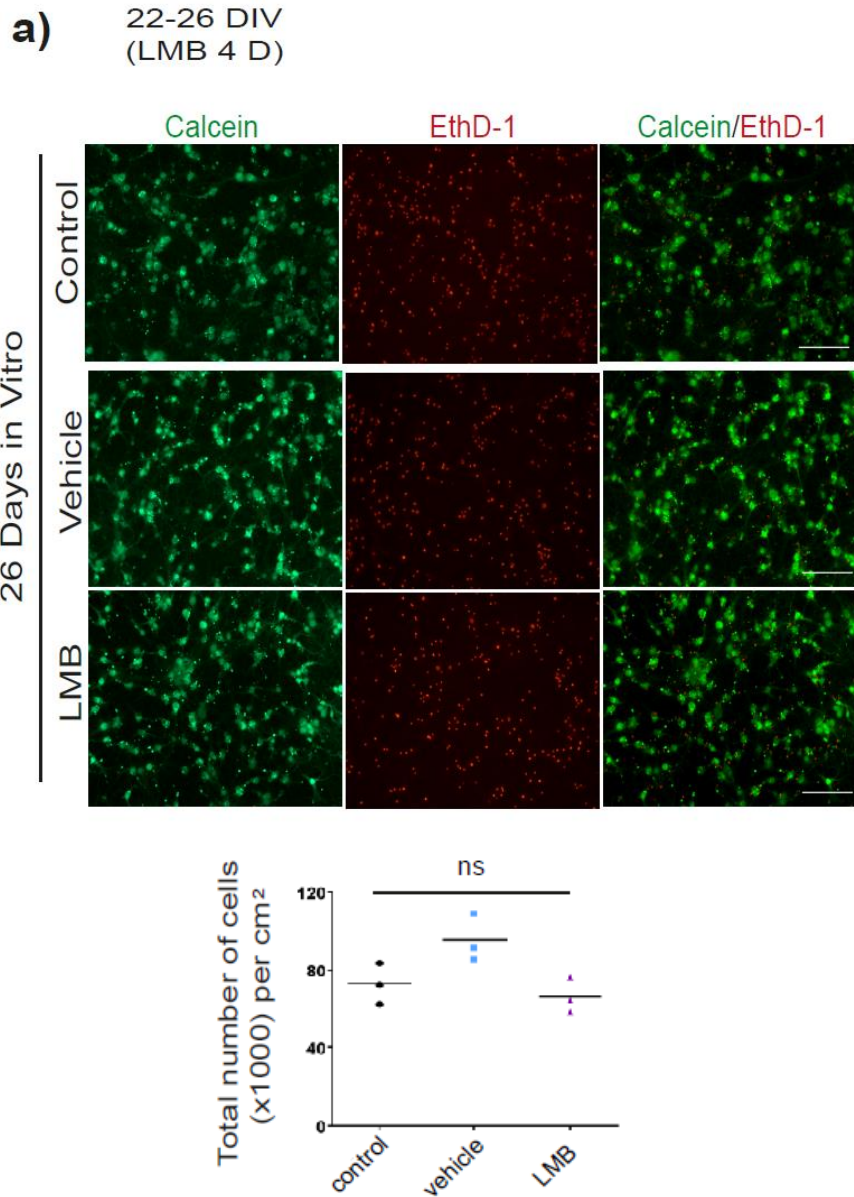 a)
22-26 DIV
(LMB 4 D)
Calcein
EthD-1
Calcein/EthD-1
26 Days in Vitro
Control
Vehicle
LMB
ns
Total number of cells
(x1000) per cm²
120
80
40
0
control
vehicle
LMB